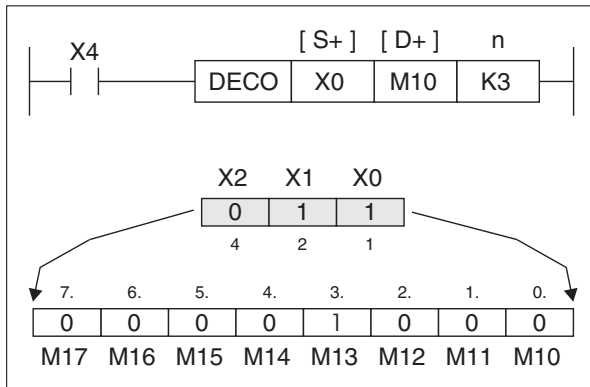 [ S+ ] [ D+ ] n
X4
DECO X0 M10 K3
X2 X1 X0
0 1 1
4 2 1
7. 6. 5. 4. 3. 2. 1. 0.
0 0 0 0 1 0 0 0
M17 M16 M15 M14 M13 M12 M11 M10